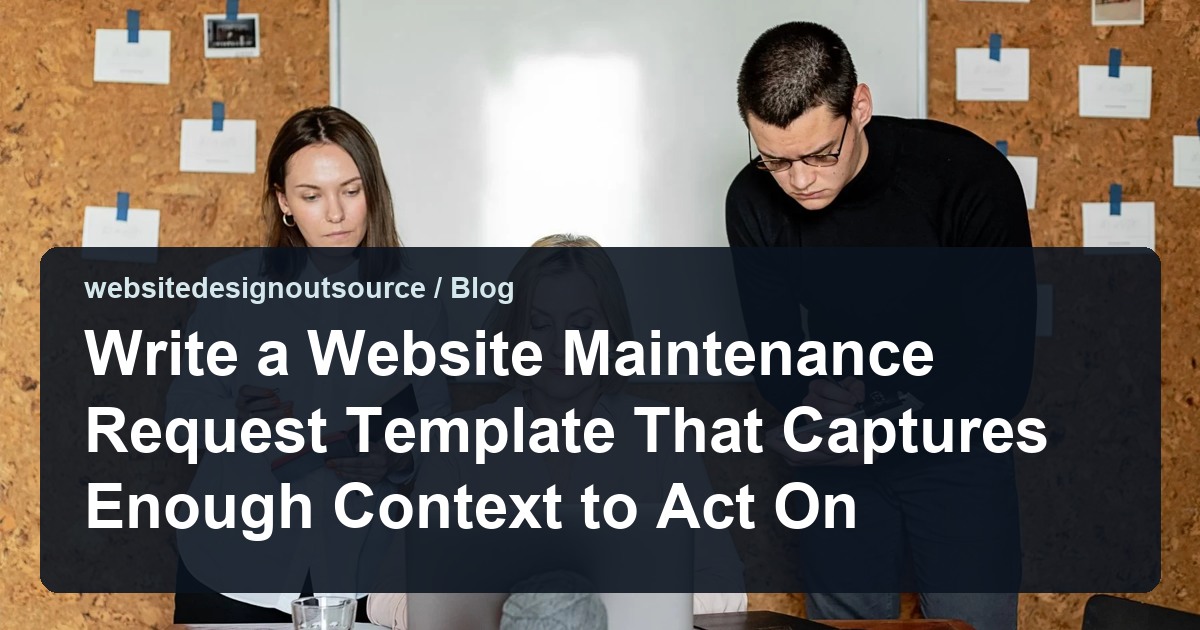 websitedesignoutsource / Blog
Write a Website Maintenance
Request Template That Captures
Enough Context to Act On